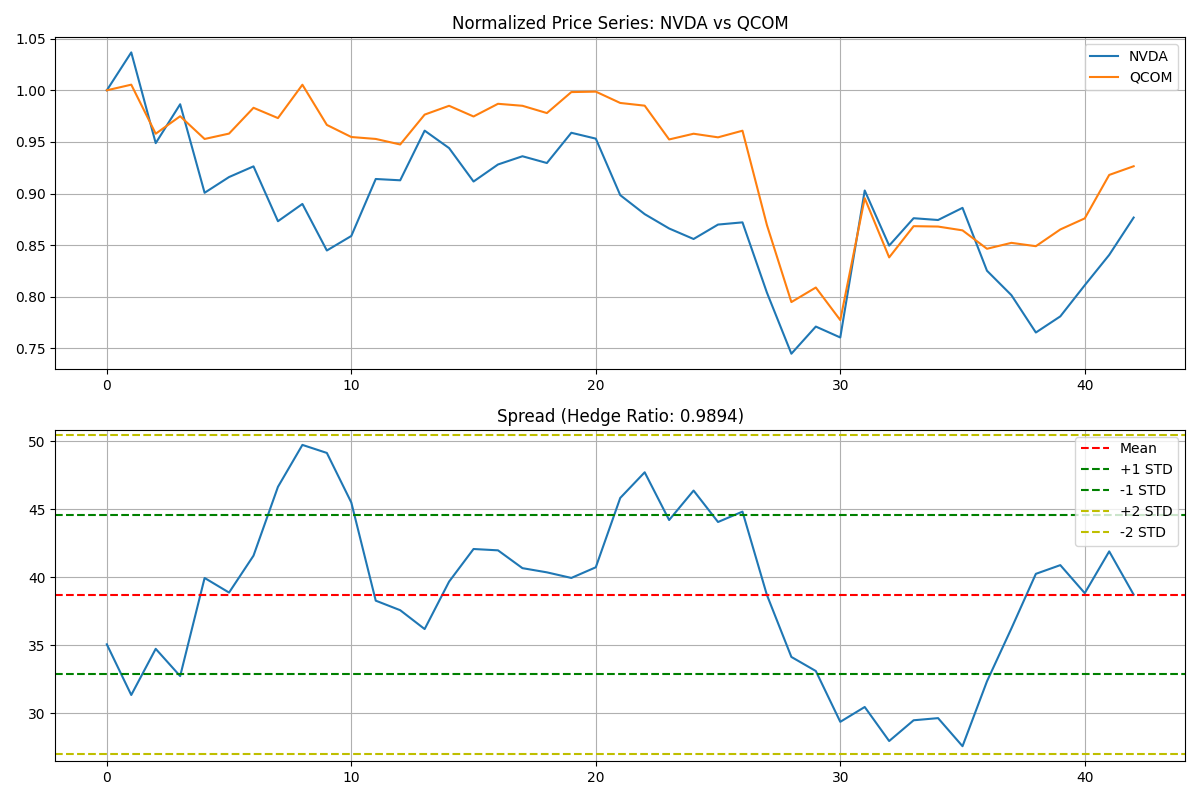 Normalized Price Series: NVDA vs QCOM
1.05
1.00
0.95
0.90
0.85
0.80
0.75
NVDA
QCOM
0 10 20 30 40
Spread (Hedge Ratio: 0.9894)
50
45
40
35
30
Mean
+1 STD
-1 STD
+2 STD
-2 STD
0 10 20 30 40